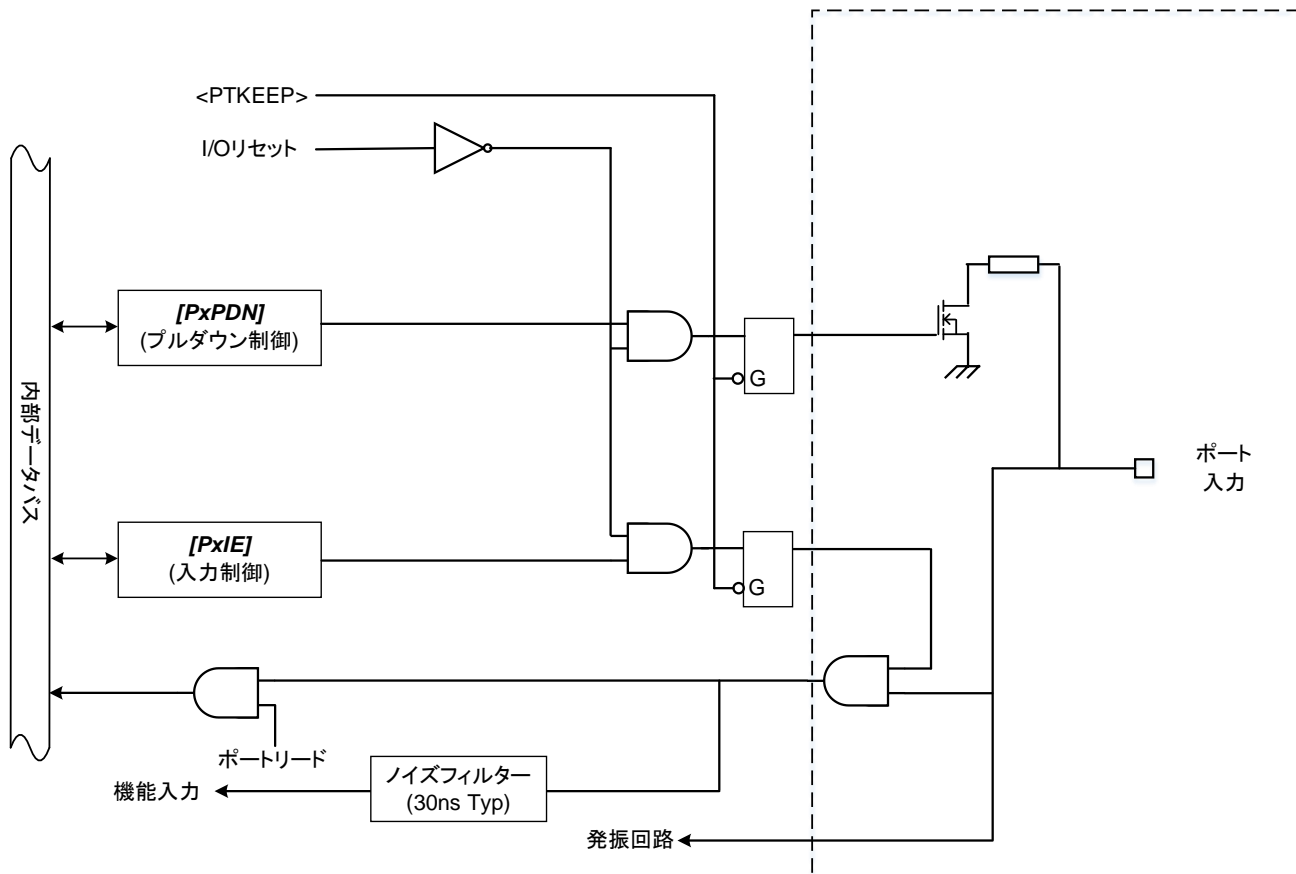 <PTKEEP>
I/Oリセット
[PxPDN]
(プルダウン制御)
G
内部データバス
ポート
入力
[PxIE]
(入力制御)
G
ポートリード
ノイズフィルター
(30ns Typ)
機能入力
発振回路